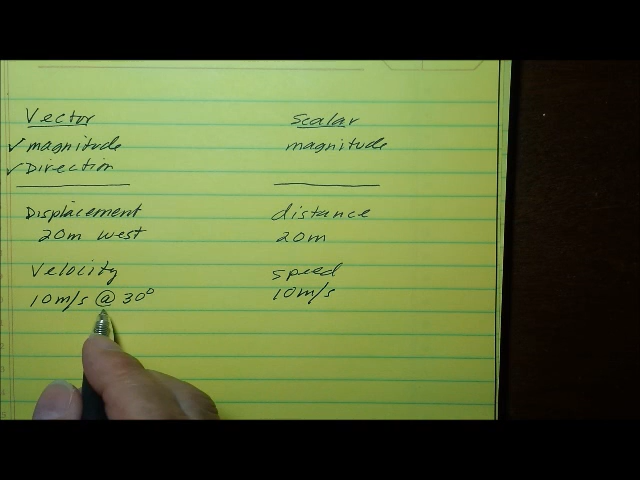 Vector
✓ magnitude
✓ Direction
Displacement
20m west
Velocity
10m/s @ 30°
Scalar
magnitude
distance
20m
speed
10m/s